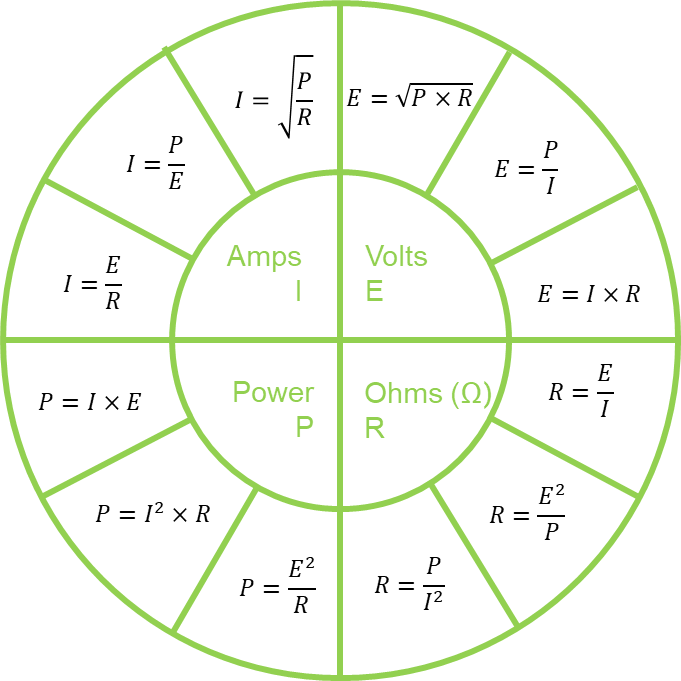 I = √(P/R)
E = √(P × R)
I = P/E
E = P/I
I = E/R
E = I × R
Amps
I
Volts
E
Power
P
Ohms (Ω)
R
P = I × E
R = E/I
P = I² × R
R = E²/P
P = E²/R
R = P/I²